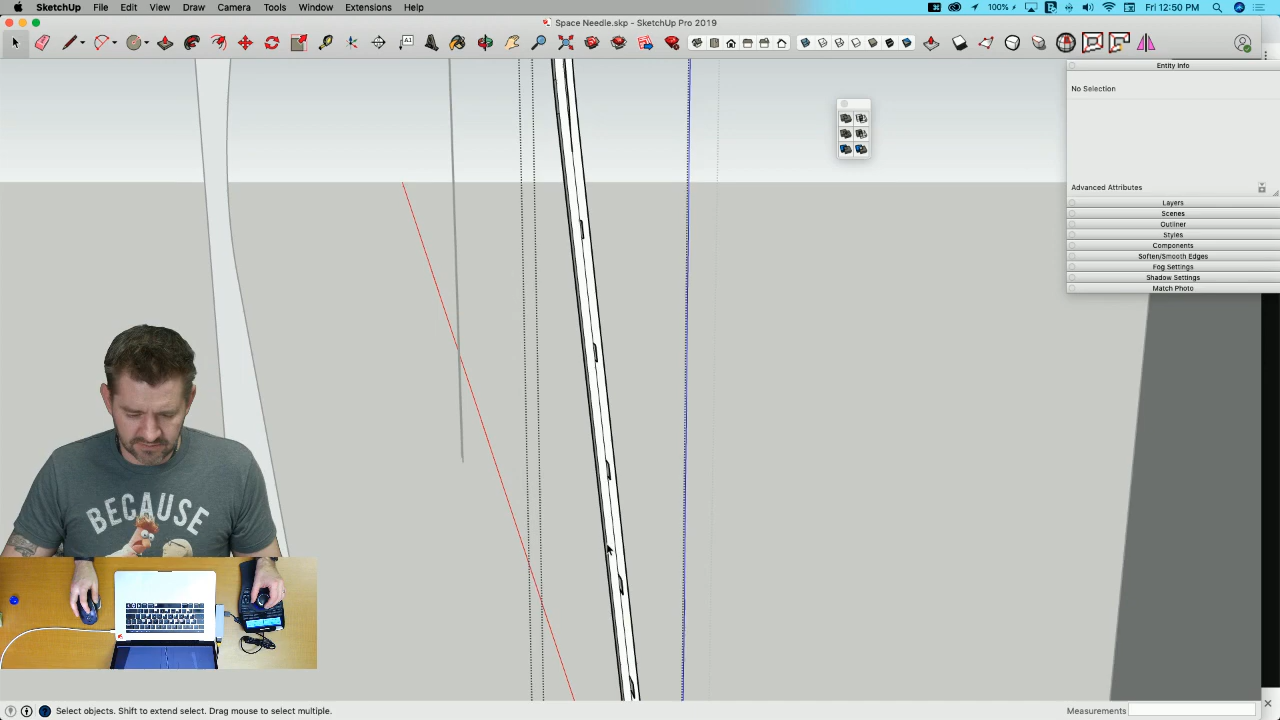 SketchUp File Edit View Draw Camera Tools Window Extensions Help 100% Fri 12:50 PM
Space Needle.skp - SketchUp Pro 2019
Entity Info
No Selection
Advanced Attributes
Layers
Scenes
Outliner
Styles
Components
Soften/Smooth Edges
Fog Settings
Shadow Settings
Match Photo
BECAUSE
Select objects. Shift to extend select. Drag mouse to select multiple.
Measurements